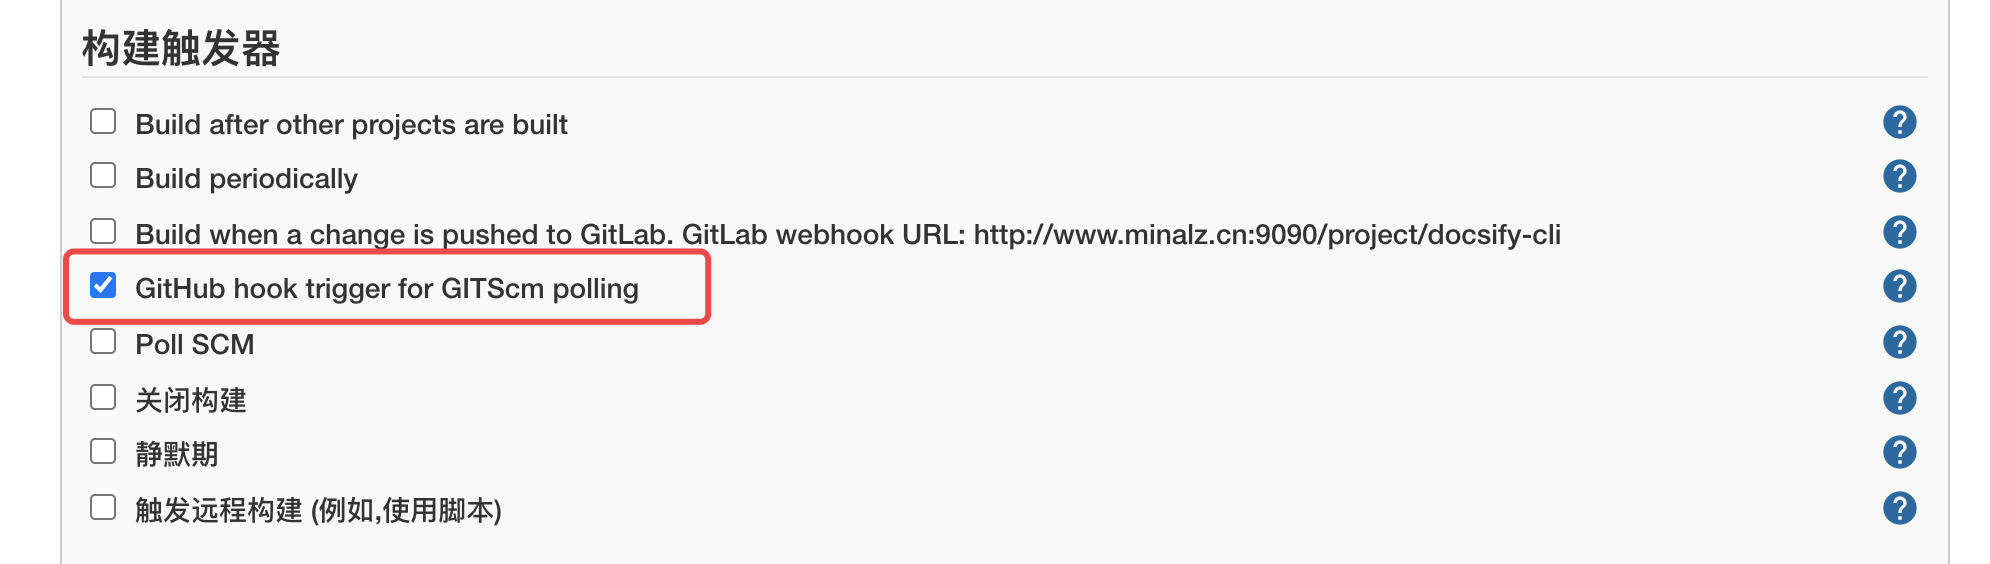 构建触发器
Build after other projects are built
Build periodically
Build when a change is pushed to GitLab. GitLab webhook URL: http://www.minalz.cn:9090/project/docsify-cli
GitHub hook trigger for GITScm polling
Poll SCM
关闭构建
静默期
触发远程构建 (例如,使用脚本)